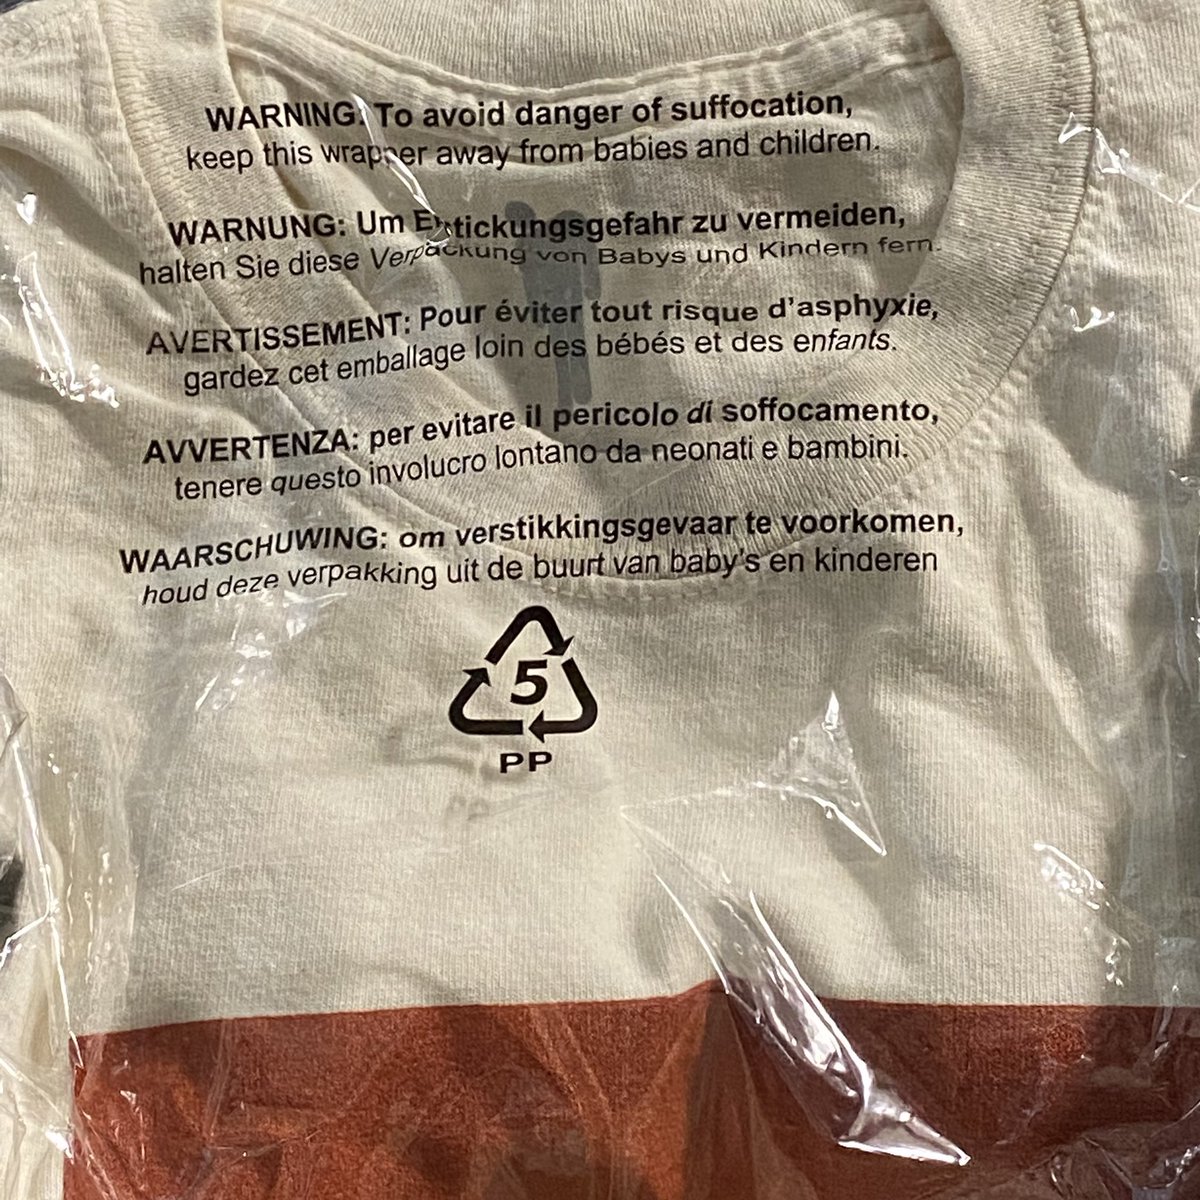 WARNING: To avoid danger of suffocation,
keep this wrapper away from babies and children.
WARNUNG: Um Erstickungsgefahr zu vermeiden,
halten Sie diese Verpackung von Babys und Kindern fern.
AVERTISSEMENT: Pour éviter tout risque d'asphyxie,
gardez cet emballage loin des bébés et des enfants.
AVVERTENZA: per evitare il pericolo di soffocamento,
tenere questo involucro lontano da neonati e bambini.
WAARSCHUWING: om verstikkingsgevaar te voorkomen,
houd deze verpakking uit de buurt van baby's en kinderen
5
PP